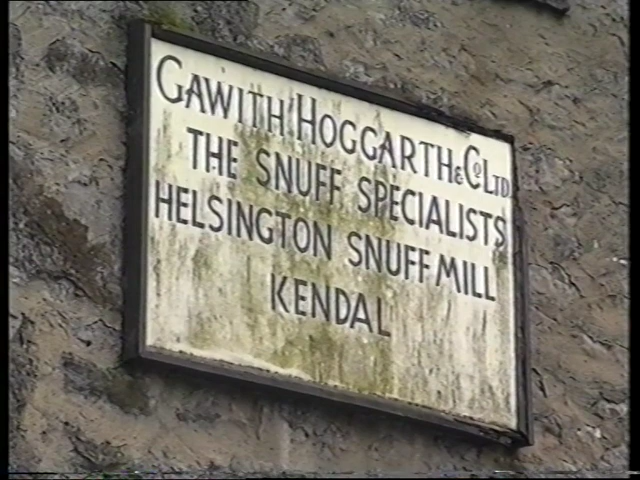 GAWITH HOGGARTH & CO LTD.
THE SNUFF SPECIALISTS
HELSINGTON SNUFF MILL
KENDAL